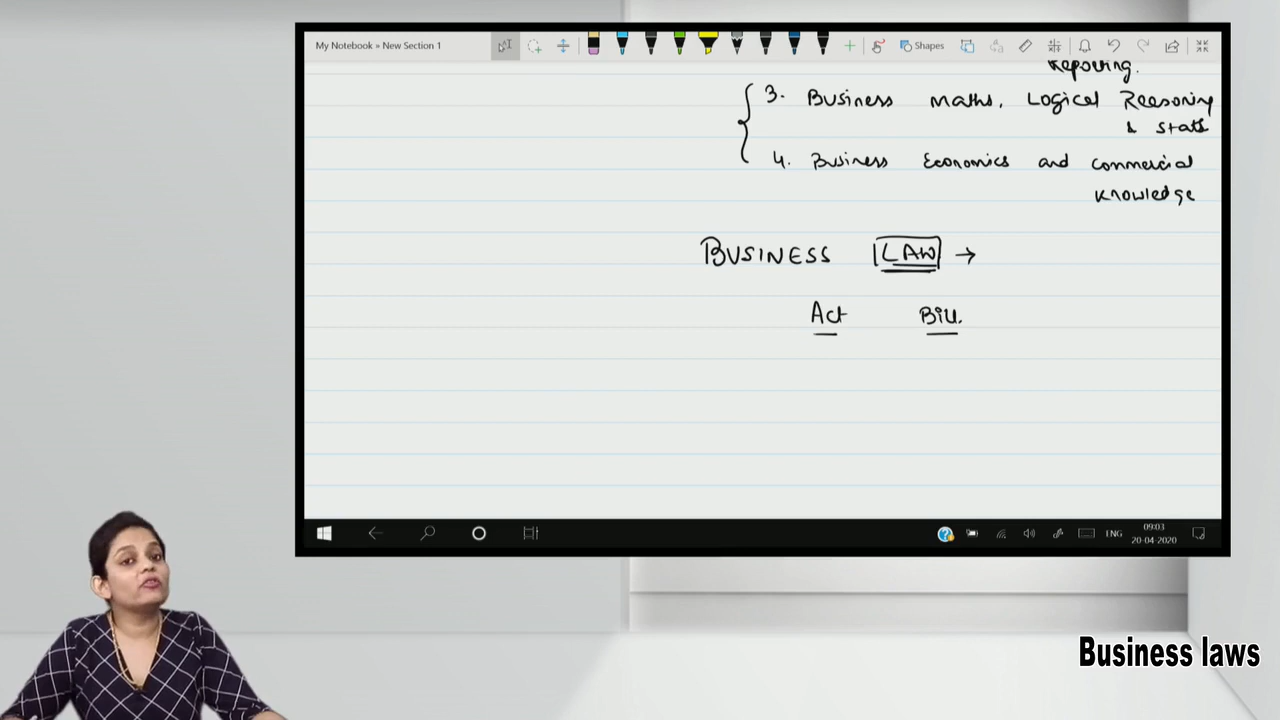 My Notebook » New Section 1
Shapes
Reporting.
3. Business maths, Logical Reasoning
& stats
4. Business Economics and commercial
knowledge
BUSINESS LAW →
Act Bill.
ENG
09:03
20-04-2020
Business laws